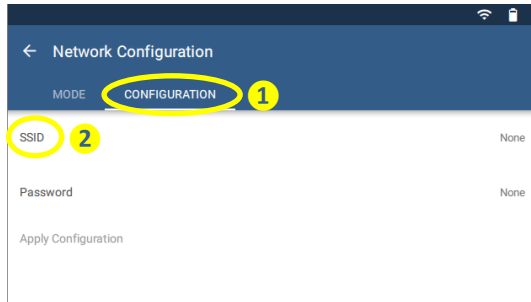 Network Configuration
MODE CONFIGURATION 1
SSID 2 None
Password None
Apply Configuration